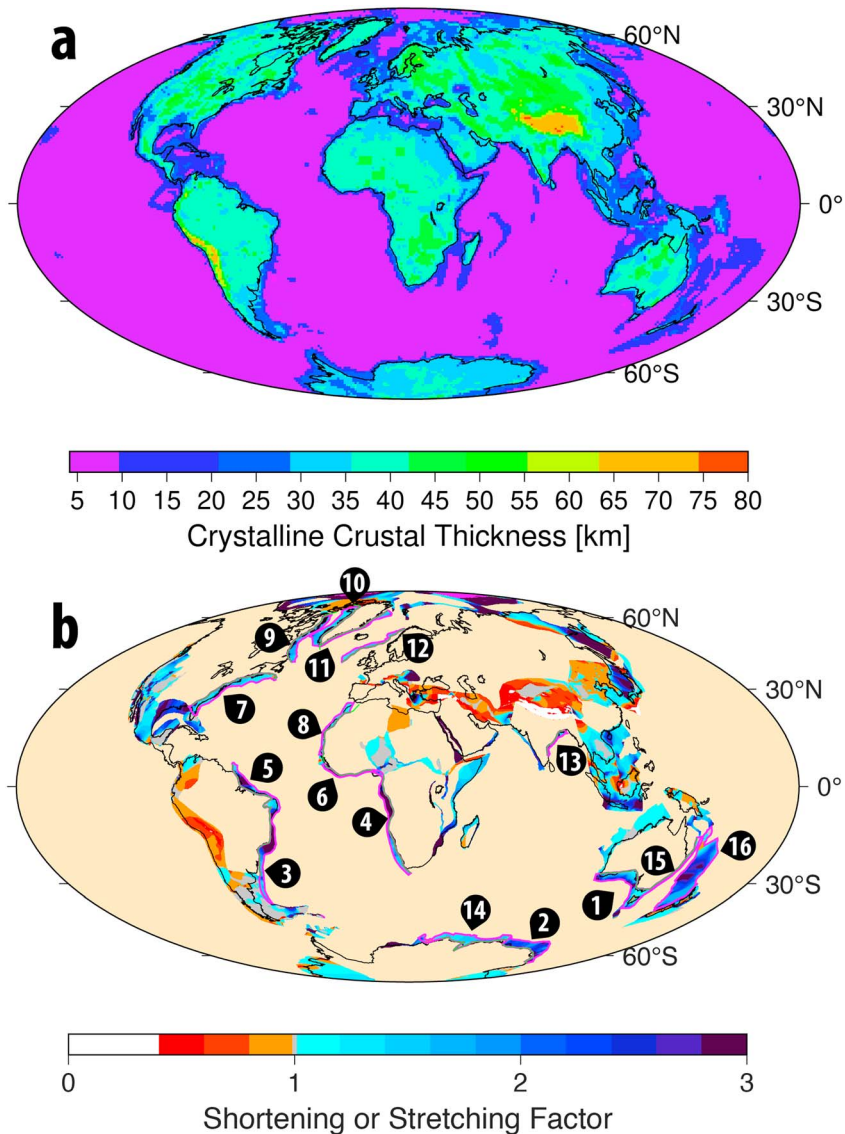 a
60°N
30°N
0°
30°S
60°S
5 10 15 20 25 30 35 40 45 50 55 60 65 70 75 80
Crystalline Crustal Thickness [km]
b
10
60°N
9
11
12
7
30°N
8
13
5
6
0°
4
16
15
3
30°S
1
14
2
60°S
0 1 2 3
Shortening or Stretching Factor